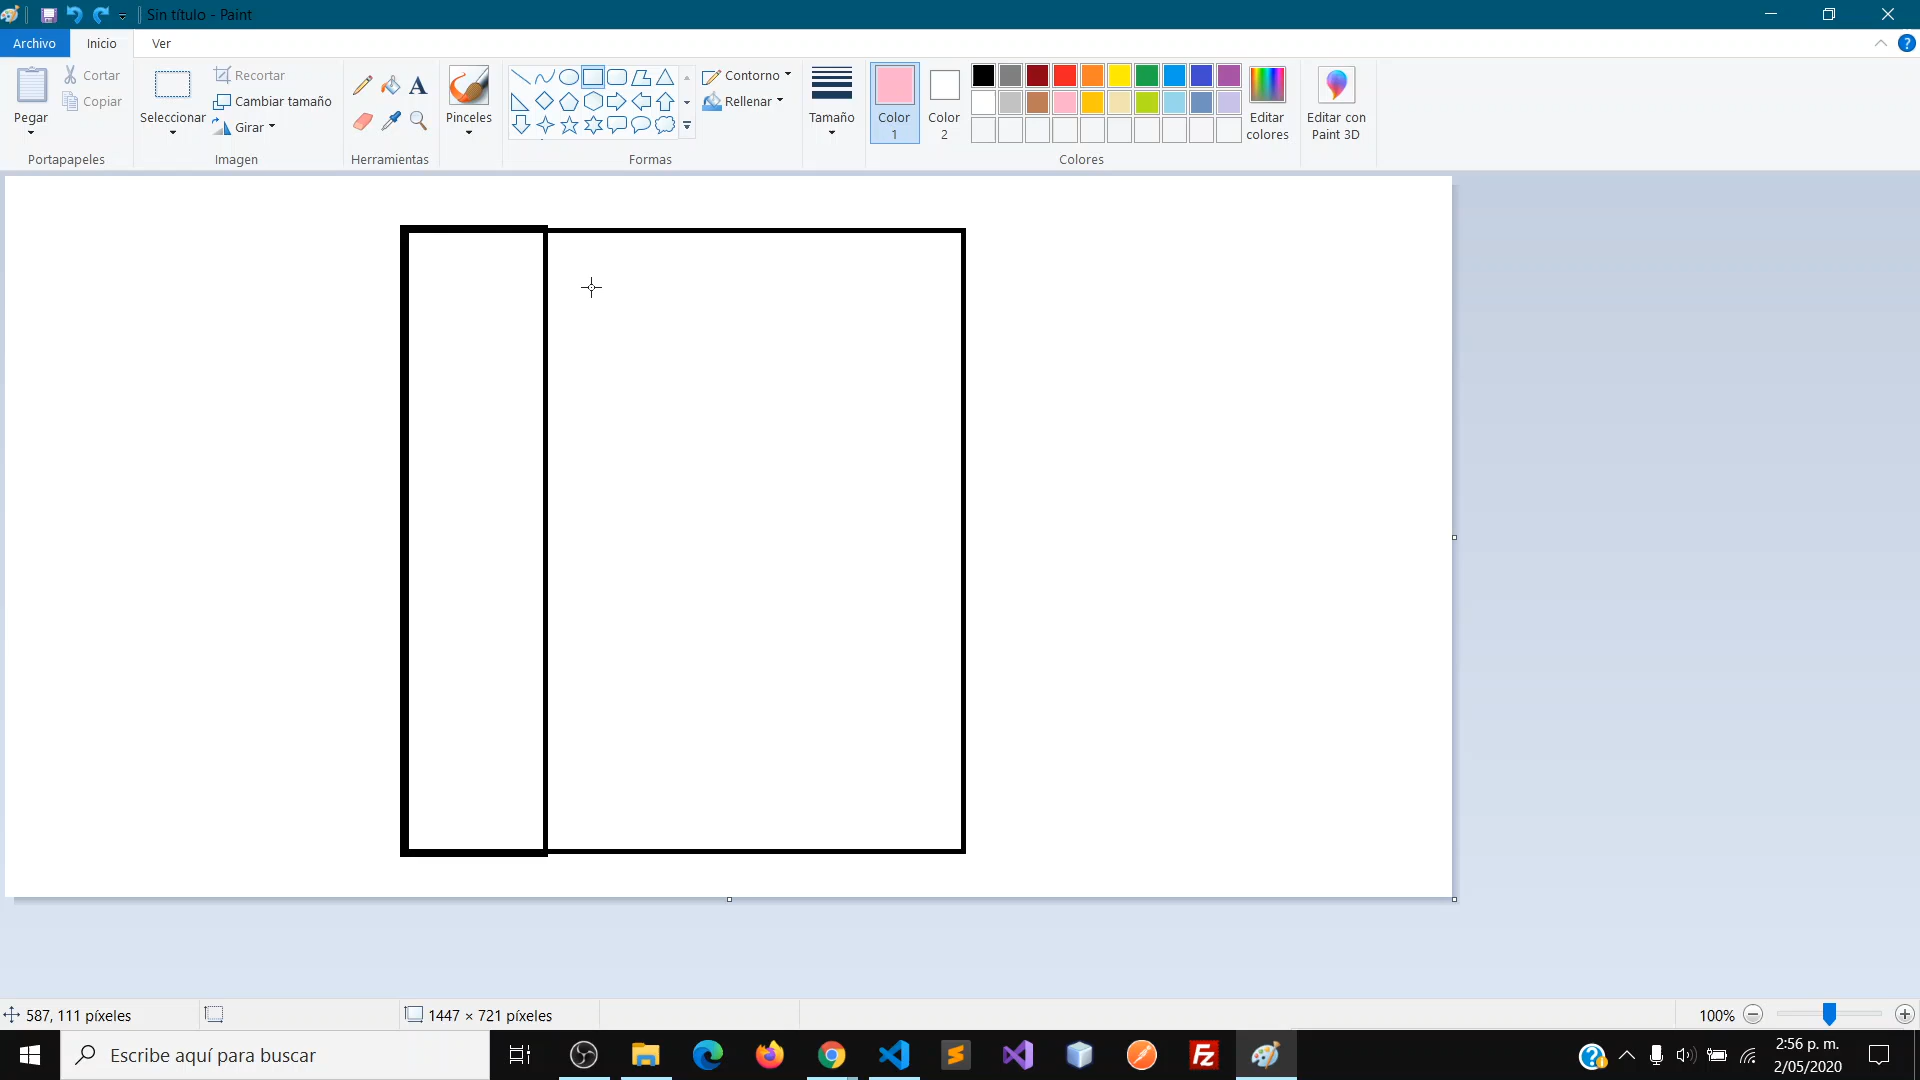 Sin título - Paint
Archivo
Inicio
Ver
Pegar
Cortar
Copiar
Portapapeles
Seleccionar
Recortar
Cambiar tamaño
Girar
Imagen
A
Herramientas
Pinceles
Contorno
Rellenar
Formas
Tamaño
Color
1
Color
2
Colores
Editar
colores
Editar con
Paint 3D
?
587, 111 píxeles
1447 × 721 píxeles
100%
Escribe aquí para buscar
Fz
?
2:56 p. m.
2/05/2020